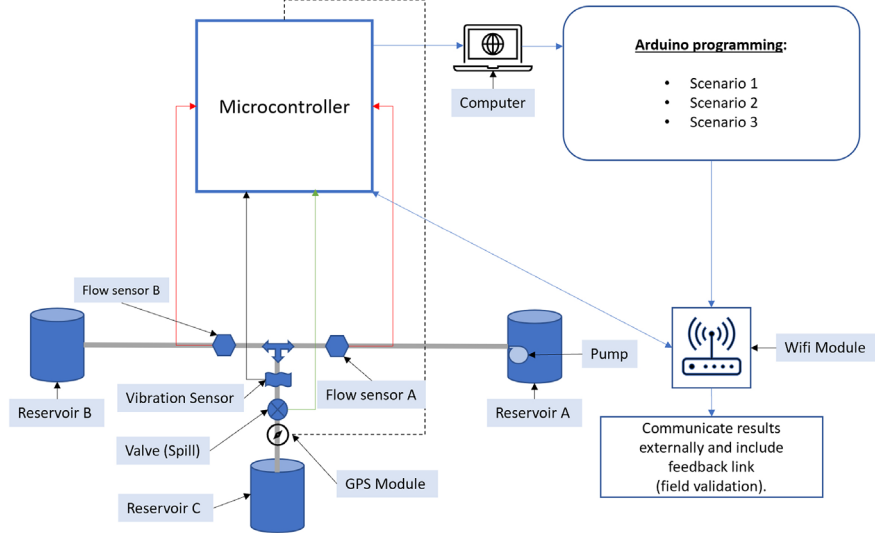 Microcontroller
Computer
Arduino programming:
• Scenario 1
• Scenario 2
• Scenario 3
Flow sensor B
Reservoir B
Vibration Sensor
Flow sensor A
Pump
Reservoir A
Wifi Module
Valve (Spill)
GPS Module
Reservoir C
Communicate results
externally and include
feedback link
(field validation).